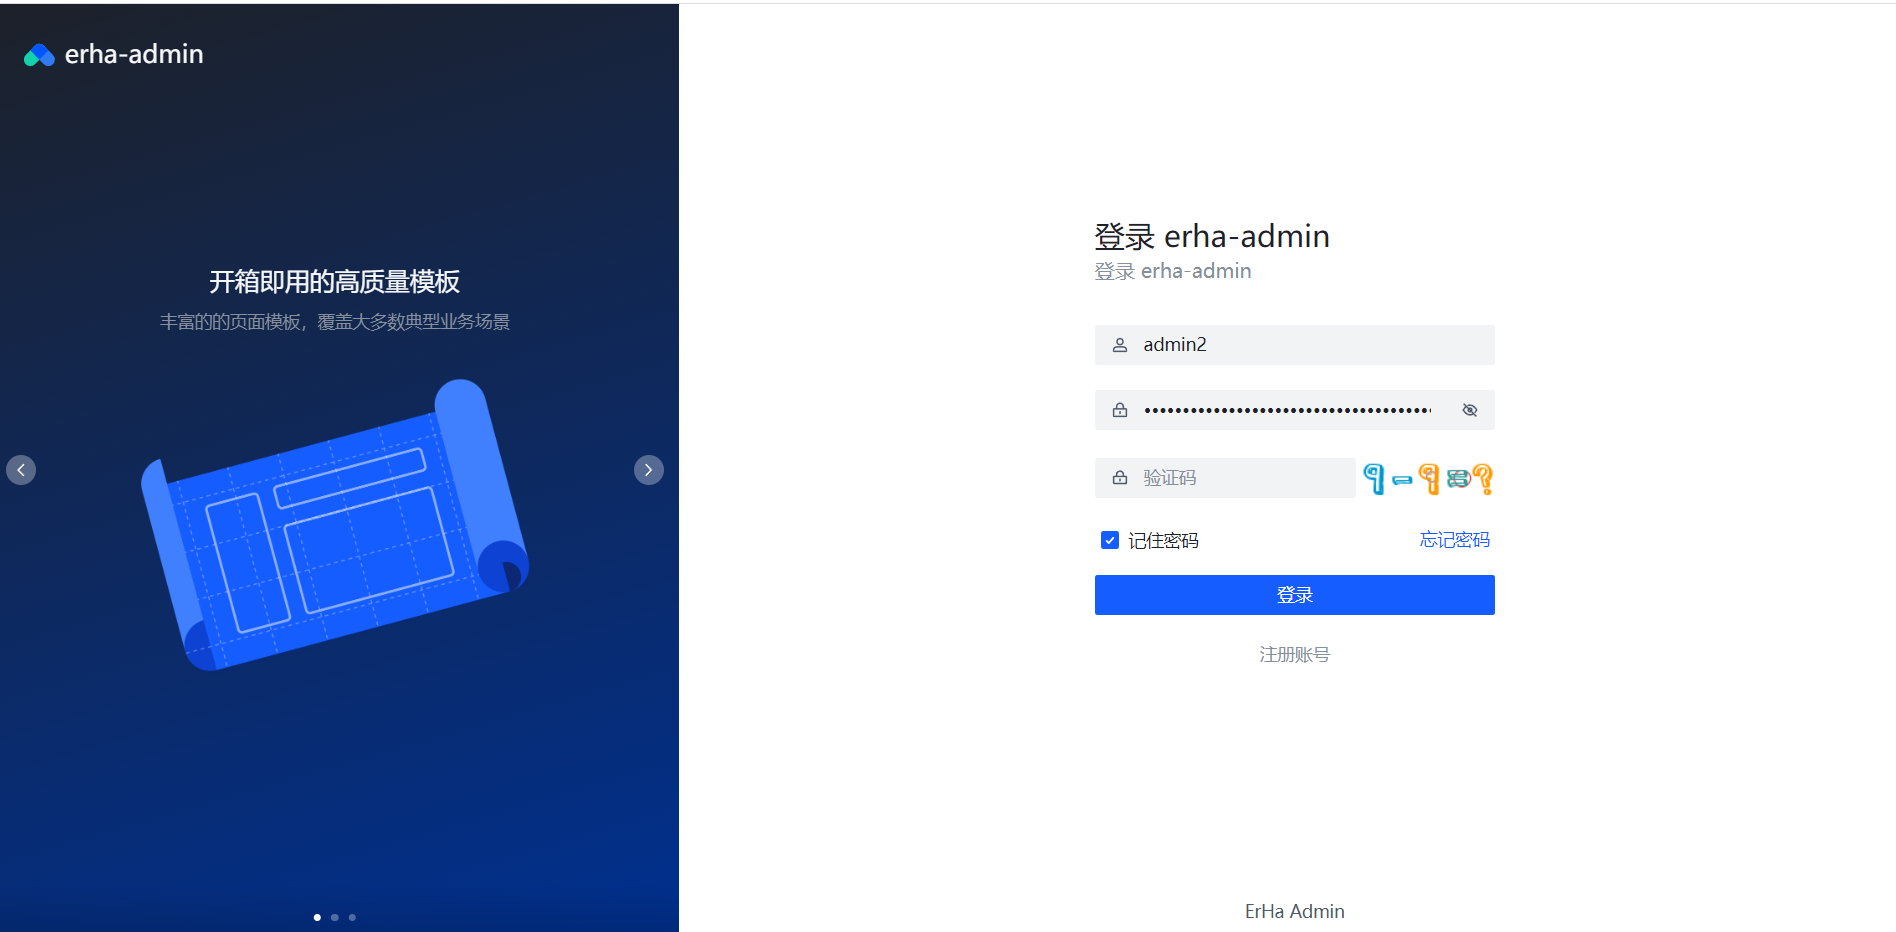 erha-admin
开箱即用的高质量模板
丰富的的页面模板，覆盖大多数典型业务场景
登录 erha-admin
登录 erha-admin
admin2
••••••••••••••••••••••••••••••••••••••
验证码
9-9=?
记住密码
忘记密码
登录
注册账号
ErHa Admin